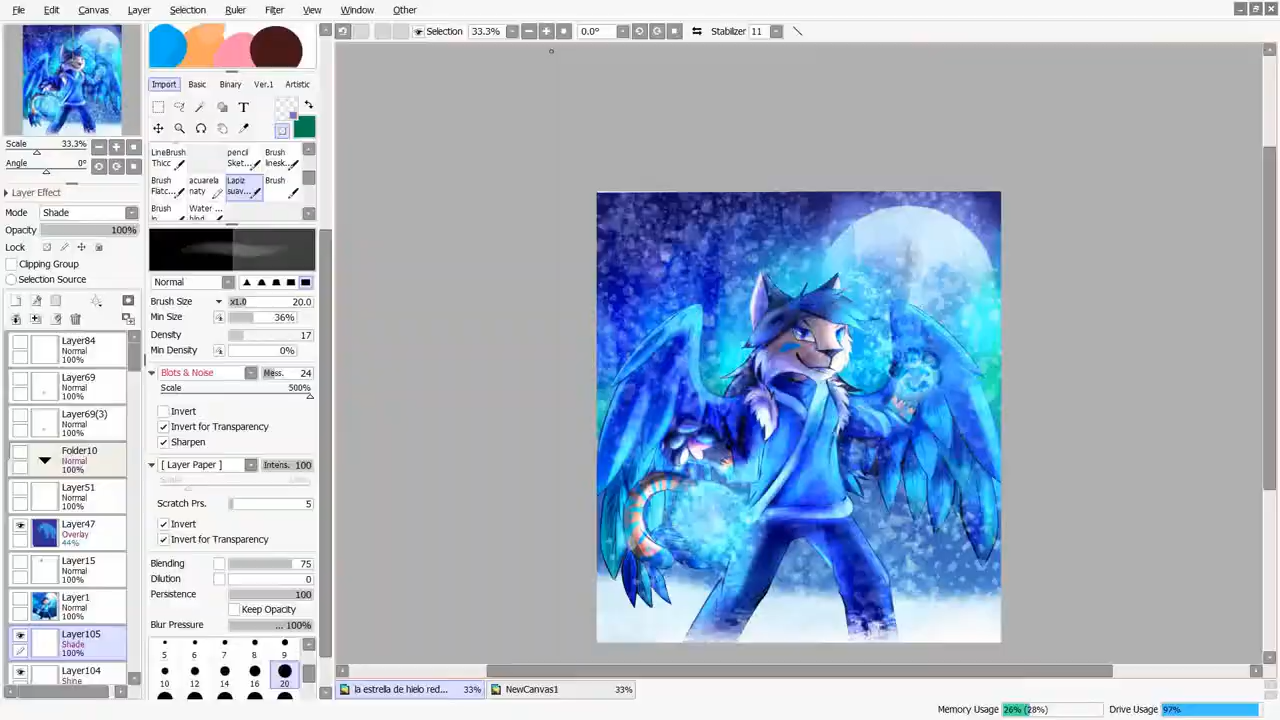 File Edit Canvas Layer Selection Ruler Filter View Window Other
Selection 33.3% 0.0° Stabilizer 11
Scale 33.3%
Angle 0°
Layer Effect
Mode Shade
Opacity 100%
Lock
Clipping Group
Selection Source
Layer84
Normal
100%
Layer69
Normal
100%
Layer69(3)
Normal
100%
Folder10
Normal
100%
Layer51
Normal
100%
Layer47
Overlay
44%
Layer15
Normal
100%
Layer1
Normal
100%
Layer105
Shade
100%
Layer104
Shine
Import Basic Binary Ver.1 Artistic
T
LineBrush Thicc
pencil Sket...
Brush linesk...
Brush Flatc...
acuarela naty
Lapiz suav...
Brush
Brush
Water ...
Normal
Brush Size x1.0 20.0
Min Size 36%
Density 17
Min Density 0%
Blots & Noise Mess. 24
Scale 500%
Invert
Invert for Transparency
Sharpen
[ Layer Paper ] Intens. 100
Scratch Prs. 5
Invert
Invert for Transparency
Blending 75
Dilution 0
Persistence 100
Keep Opacity
Blur Pressure ... 100%
5 6 7 8 9
10 12 14 16 20
la estrella de hielo red... 33% NewCanvas1 33%
Memory Usage 26% (28%) Drive Usage 97%